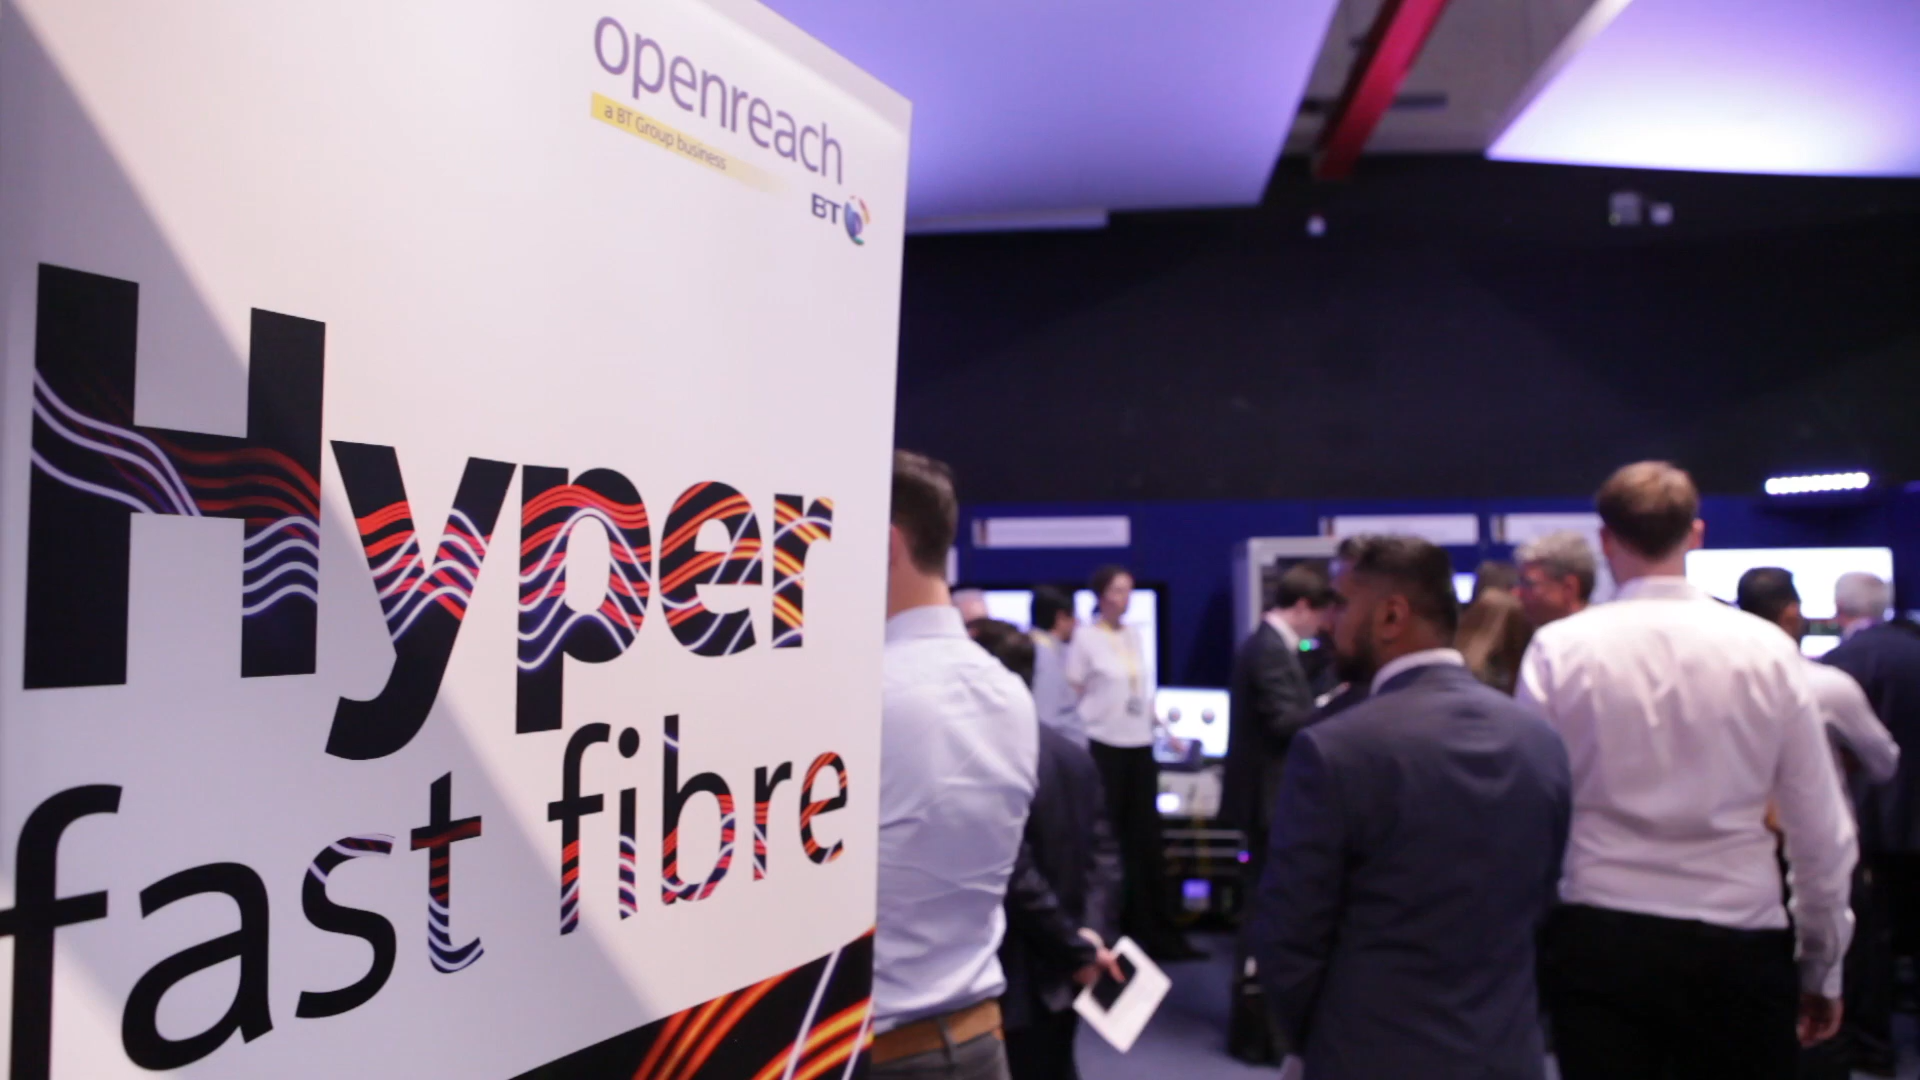 openreach
a BT Group business
BT
Hyper
fast fibre